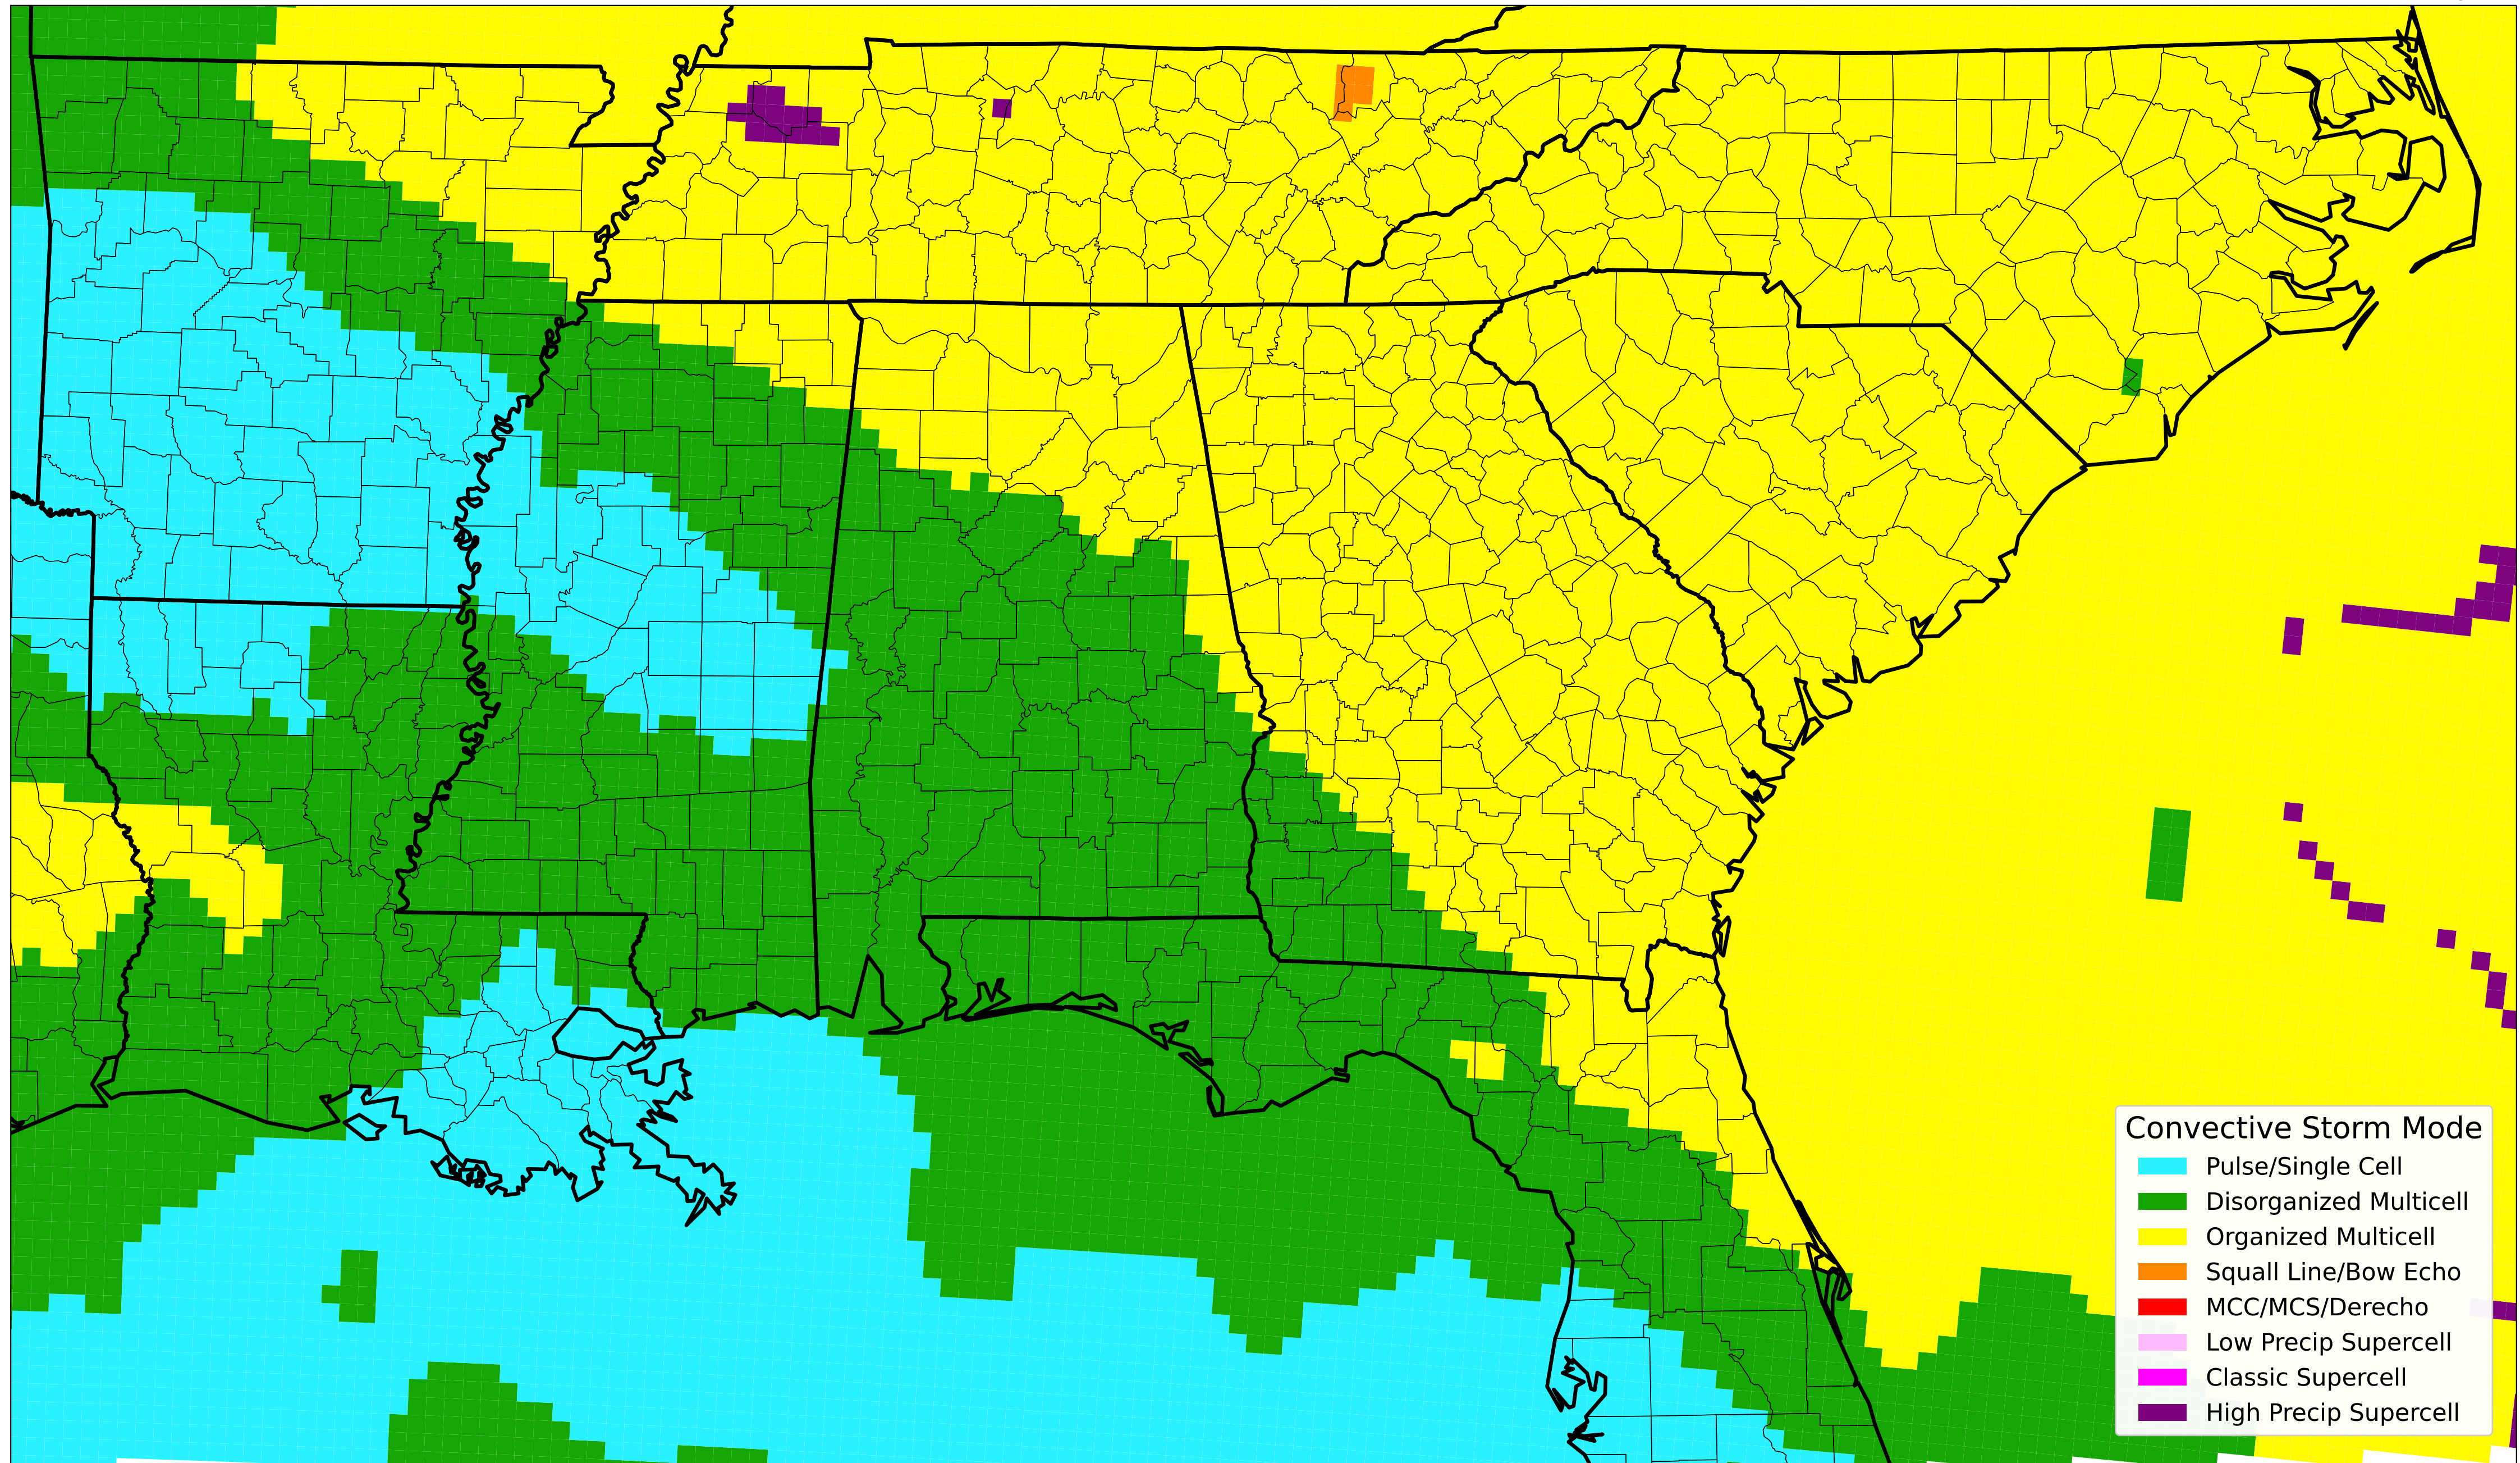 Convective Storm Mode
Pulse/Single Cell
Disorganized Multicell
Organized Multicell
Squall Line/Bow Echo
MCC/MCS/Derecho
Low Precip Supercell
Classic Supercell
High Precip Supercell